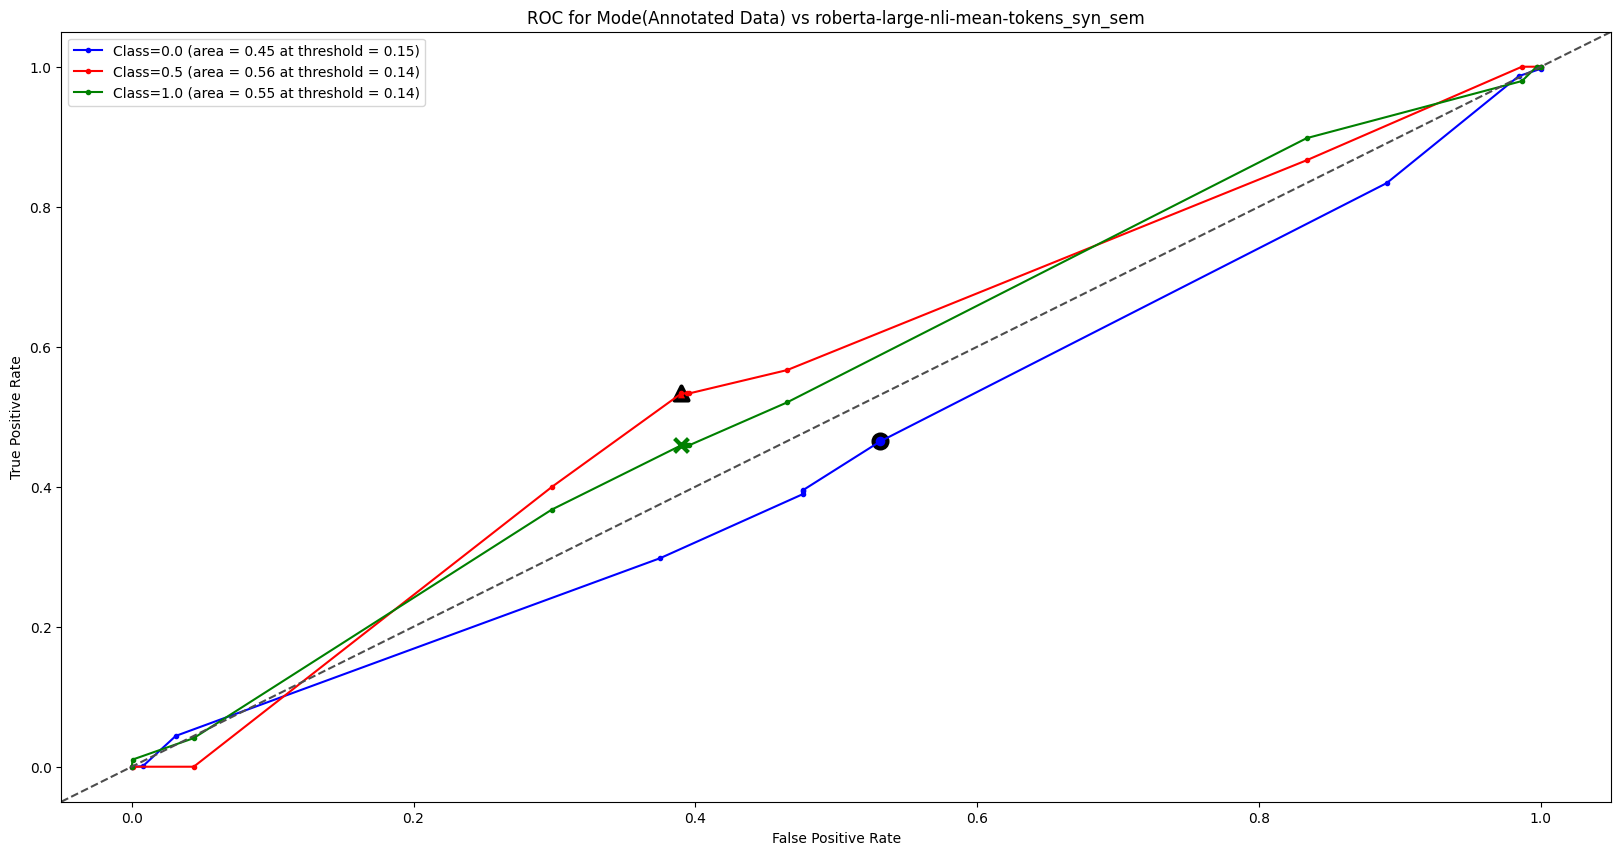 ROC for Mode(Annotated Data) vs roberta-large-nli-mean-tokens_syn_sem
Class=0.0 (area = 0.45 at threshold = 0.15)
Class=0.5 (area = 0.56 at threshold = 0.14)
Class=1.0 (area = 0.55 at threshold = 0.14)
True Positive Rate
1.0
0.8
0.6
0.4
0.2
0.0
0.0 0.2 0.4 0.6 0.8 1.0
False Positive Rate